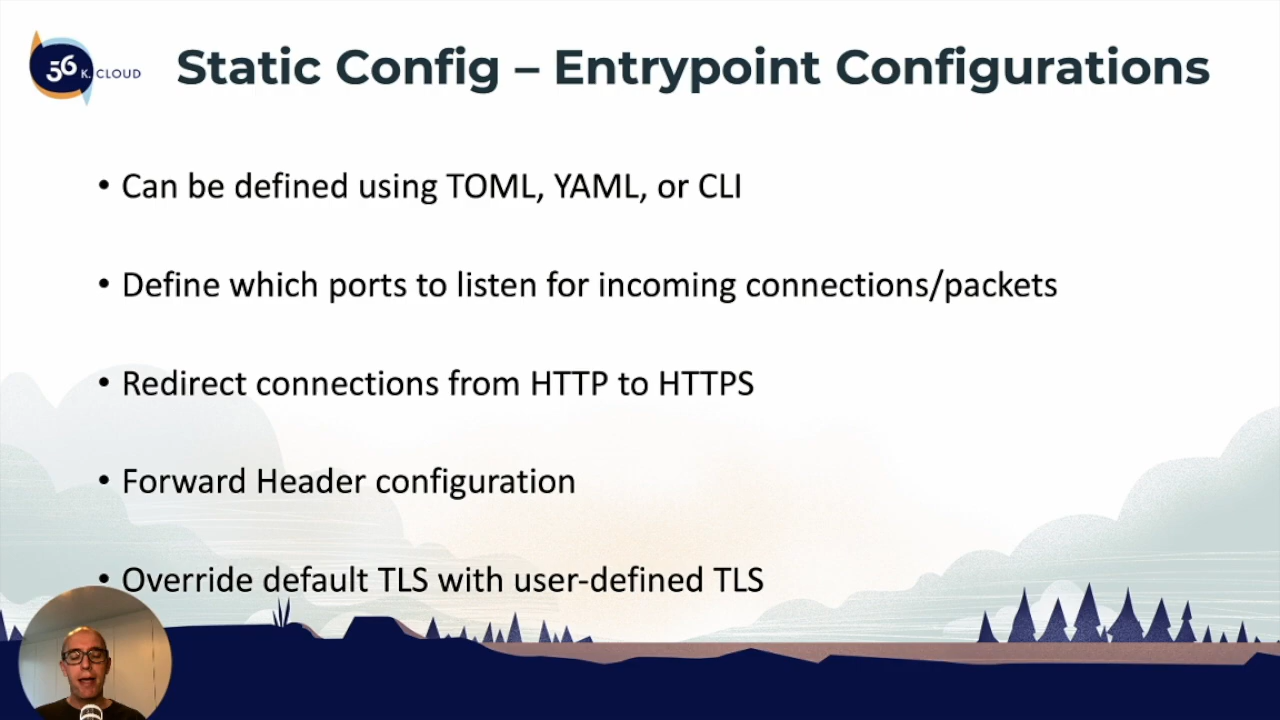 56 K. CLOUD
Static Config – Entrypoint Configurations
• Can be defined using TOML, YAML, or CLI
• Define which ports to listen for incoming connections/packets
• Redirect connections from HTTP to HTTPS
• Forward Header configuration
• Override default TLS with user-defined TLS